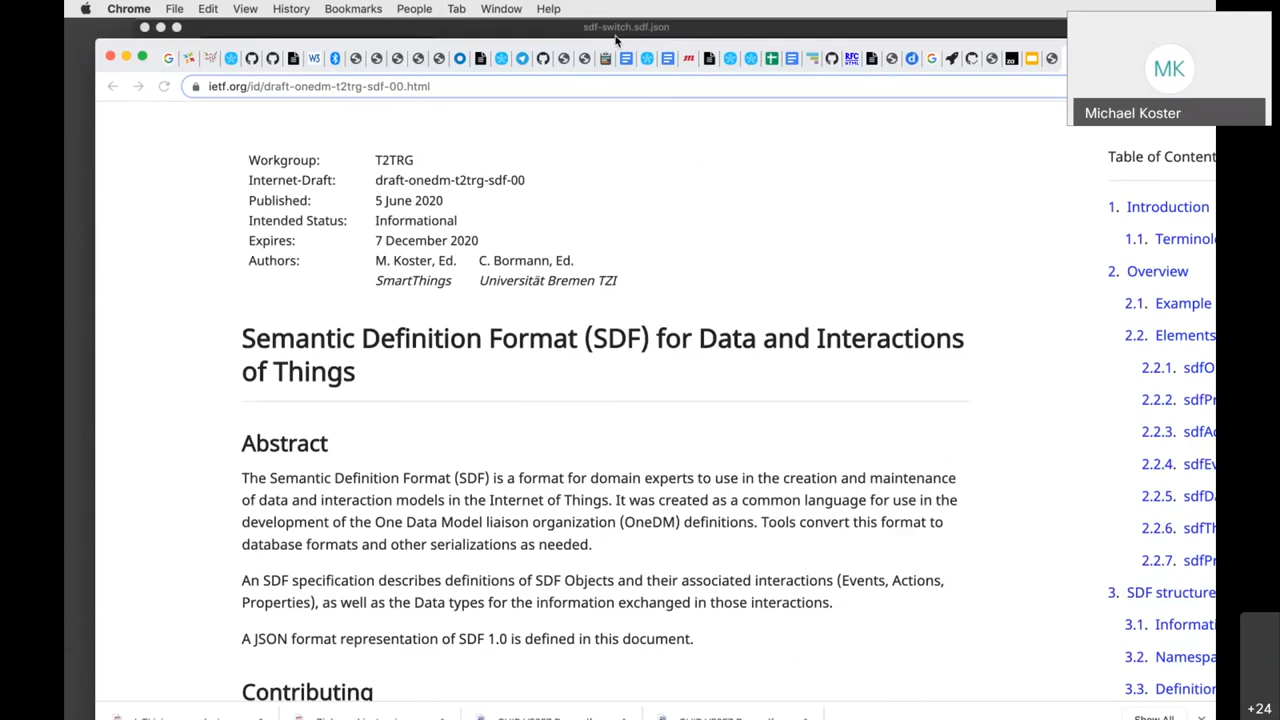 Chrome File Edit View History Bookmarks People Tab Window Help
sdf-switch.sdf.json
MK
Michael Koster
ietf.org/id/draft-onedm-t2trg-sdf-00.html
Workgroup: T2TRG
Internet-Draft: draft-onedm-t2trg-sdf-00
Published: 5 June 2020
Intended Status: Informational
Expires: 7 December 2020
Authors: M. Koster, Ed. C. Bormann, Ed.
SmartThings Universität Bremen TZI
Semantic Definition Format (SDF) for Data and Interactions
of Things
Abstract
The Semantic Definition Format (SDF) is a format for domain experts to use in the creation and maintenance
of data and interaction models in the Internet of Things. It was created as a common language for use in the
development of the One Data Model liaison organization (OneDM) definitions. Tools convert this format to
database formats and other serializations as needed.
An SDF specification describes definitions of SDF Objects and their associated interactions (Events, Actions,
Properties), as well as the Data types for the information exchanged in those interactions.
A JSON format representation of SDF 1.0 is defined in this document.
Contributing
Table of Content
1. Introduction
1.1. Terminol
2. Overview
2.1. Example
2.2. Elements
2.2.1. sdfO
2.2.2. sdfPr
2.2.3. sdfAc
2.2.4. sdfEv
2.2.5. sdfDa
2.2.6. sdfTh
2.2.7. sdfPr
3. SDF structure
3.1. Informati
3.2. Namespa
3.3. Definition
Show All
+24